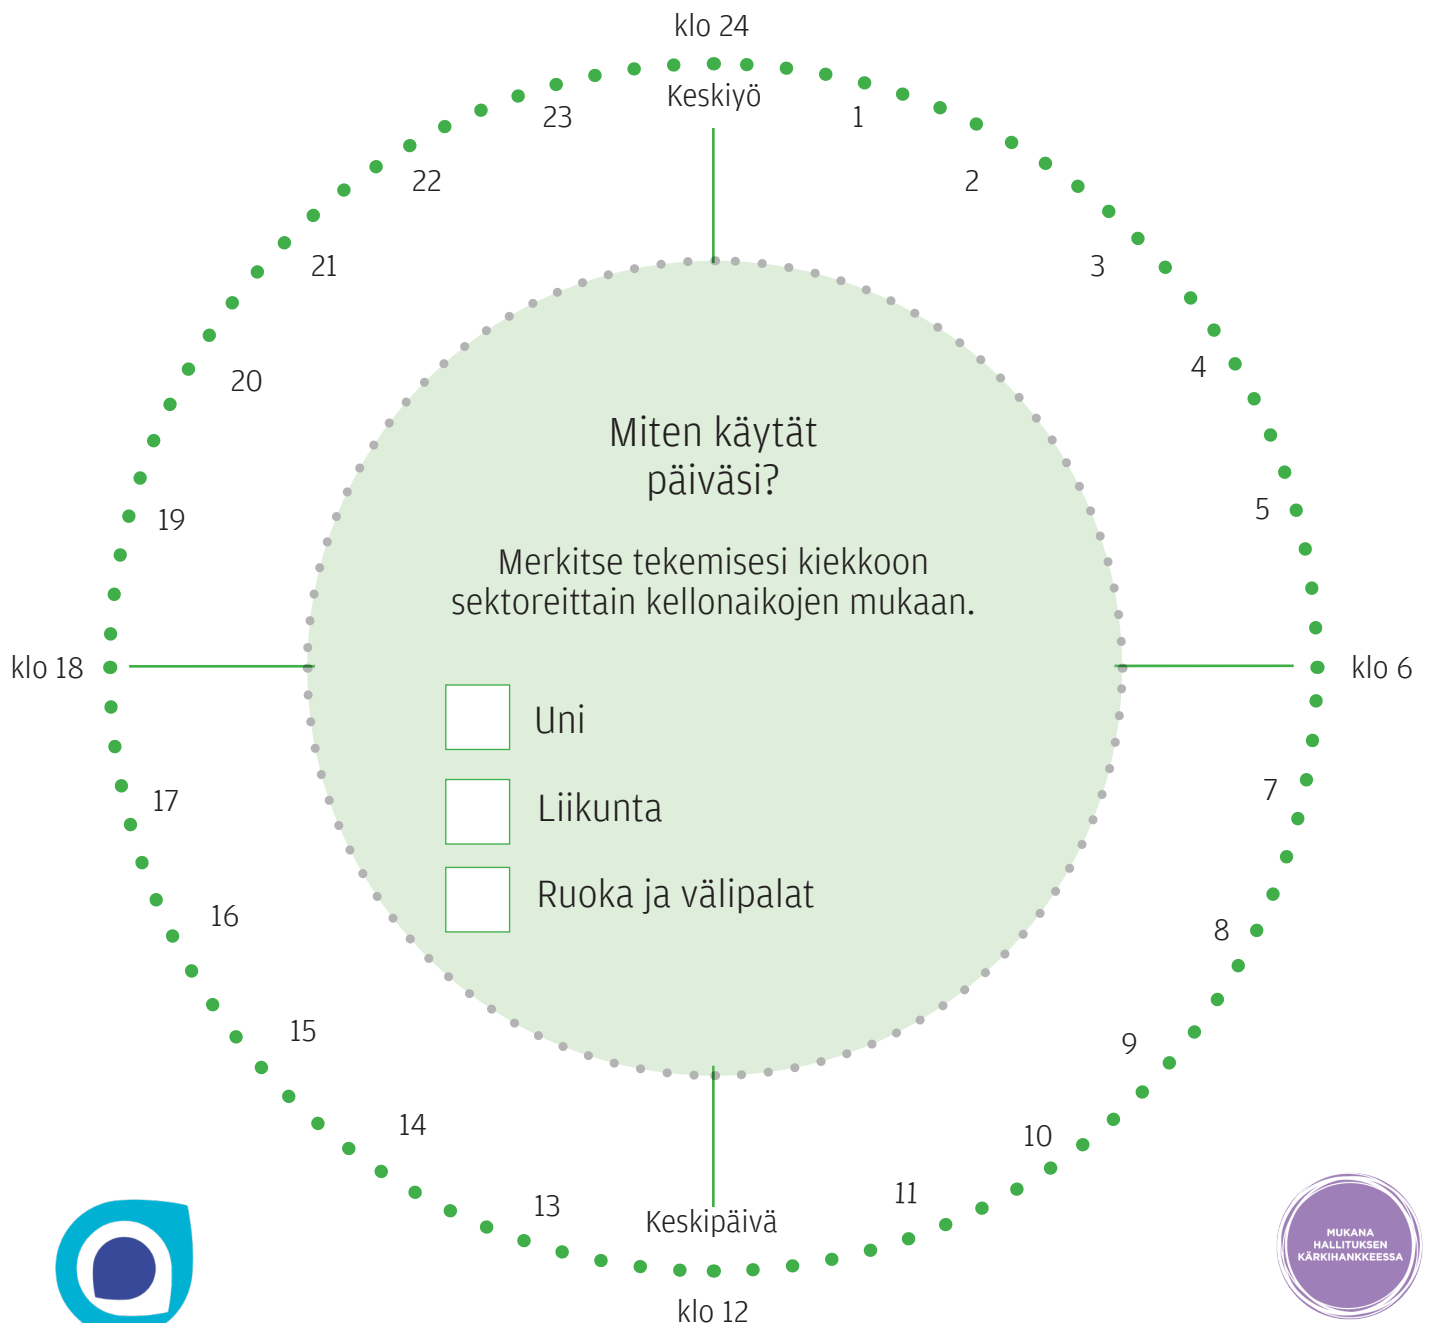 klo 24
Keskiyö
1
2
3
4
5
klo 6
7
8
9
10
11
Keskipäivä
klo 12
13
14
15
16
17
klo 18
19
20
21
22
23
Miten käytät
päiväsi?
Merkitse tekemisesi kiekkoon
sektoreittain kellonaikojen mukaan.
Uni
Liikunta
Ruoka ja välipalat
MUKANA
HALLITUKSEN
KÄRKIHANKKEESSA